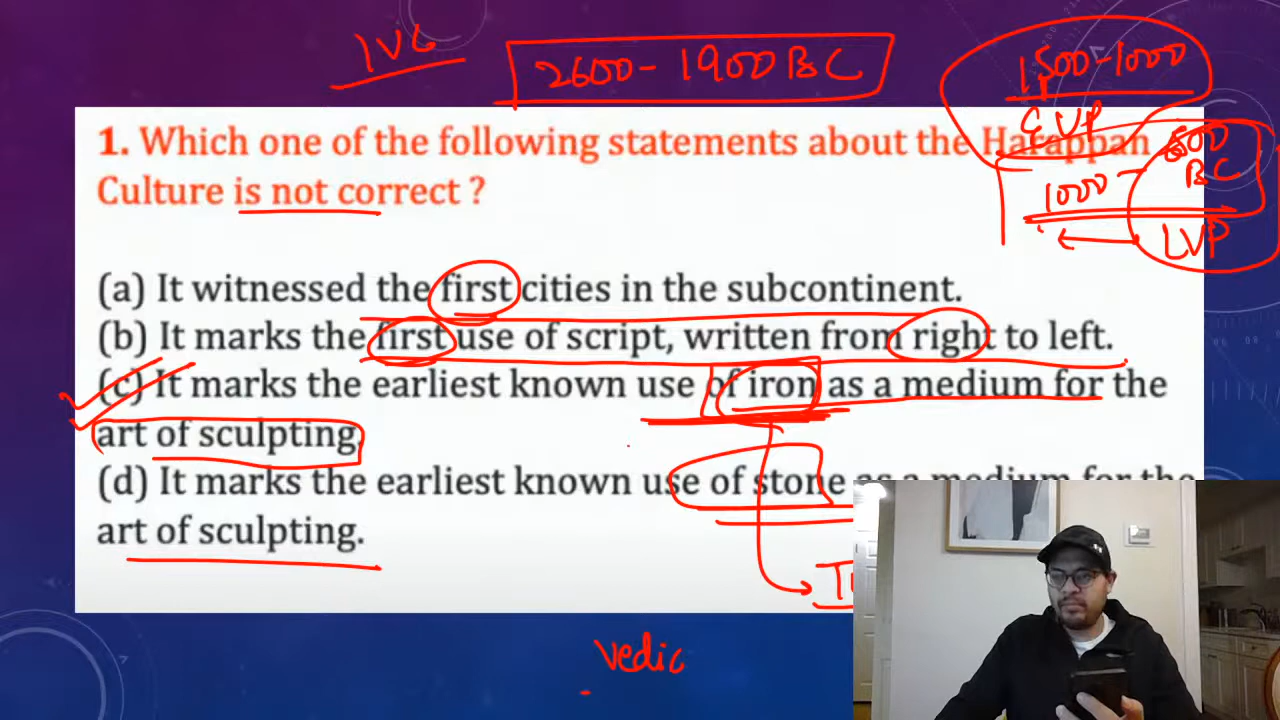 IVC
2600 - 1900 BC
1500-1000
EVP
1. Which one of the following statements about the Harappan
Culture is not correct ?
1000 - 600
BC
LVP
(a) It witnessed the first cities in the subcontinent.
(b) It marks the first use of script, written from right to left.
(c) It marks the earliest known use of iron as a medium for the
art of sculpting.
(d) It marks the earliest known use of stone as a medium for the
art of sculpting.
Vedic